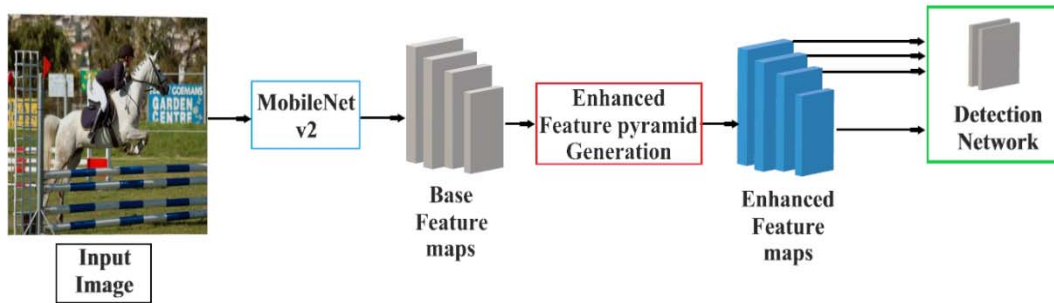 GOEMANS
GARDEN
CENTRE
Input
Image
MobileNet
v2
Base
Feature
maps
Enhanced
Feature pyramid
Generation
Enhanced
Feature
maps
Detection
Network